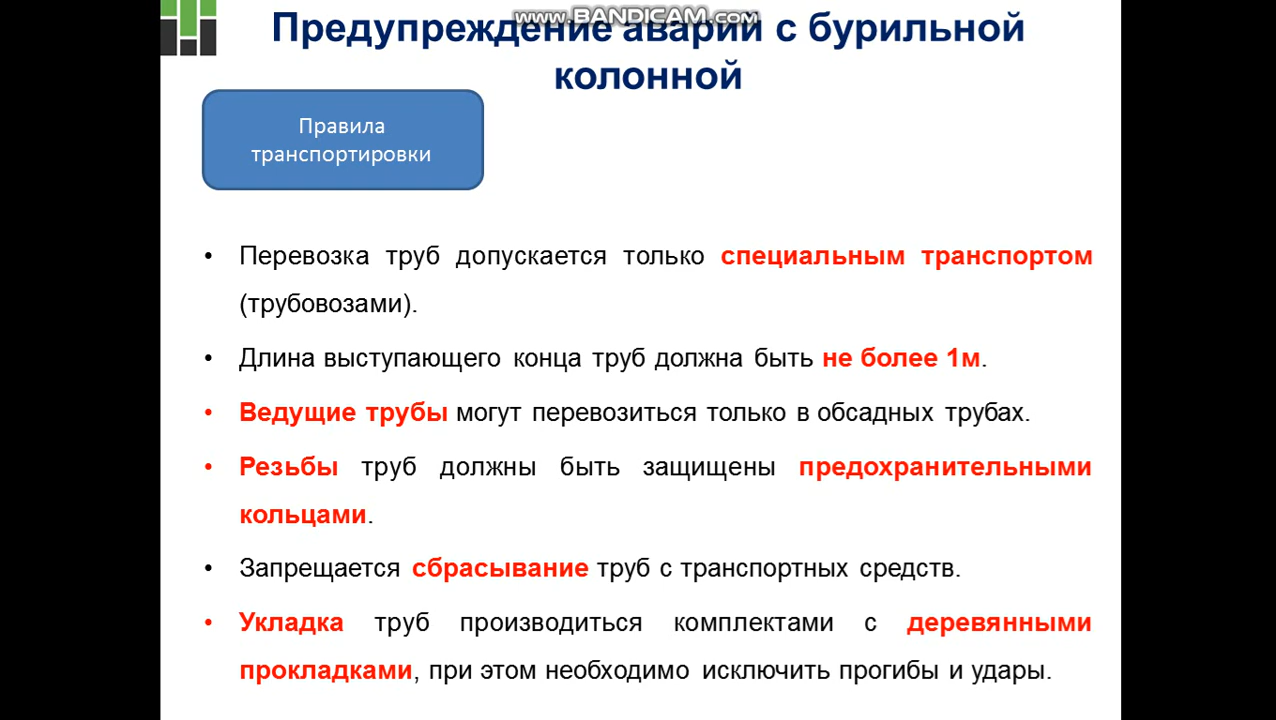 www.BANDICAM.com
Предупреждение аварий с бурильной
колонной
Правила
транспортировки
• Перевозка труб допускается только специальным транспортом
(трубовозами).
• Длина выступающего конца труб должна быть не более 1м.
• Ведущие трубы могут перевозиться только в обсадных трубах.
• Резьбы труб должны быть защищены предохранительными
кольцами.
• Запрещается сбрасывание труб с транспортных средств.
• Укладка труб производиться комплектами с деревянными
прокладками, при этом необходимо исключить прогибы и удары.